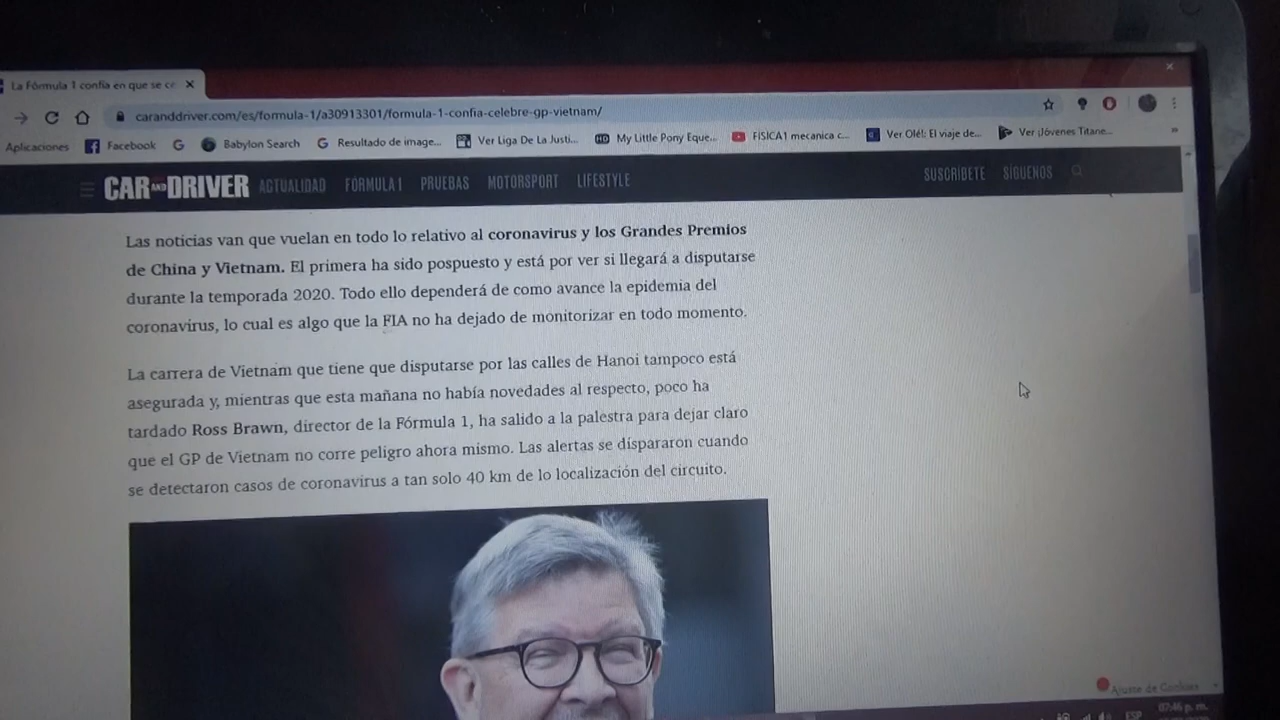 La Fórmula 1 confía en que se ce
caranddriver.com/es/formula-1/a30913301/formula-1-confia-celebre-gp-vietnam/
Aplicaciones Facebook Babylon Search Resultado de image... Ver Liga De La Justi... My Little Pony Eque... FISICA1 mecanica c... Ver Olé!: El viaje de... Ver ¡Jóvenes Titane... »
CAR AND DRIVER ACTUALIDAD FÓRMULA 1 PRUEBAS MOTORSPORT LIFESTYLE SUSCRÍBETE SÍGUENOS
Las noticias van que vuelan en todo lo relativo al coronavirus y los Grandes Premios
de China y Vietnam. El primera ha sido pospuesto y está por ver si llegará a disputarse
durante la temporada 2020. Todo ello dependerá de como avance la epidemia del
coronavirus, lo cual es algo que la FIA no ha dejado de monitorizar en todo momento.
La carrera de Vietnam que tiene que disputarse por las calles de Hanoi tampoco está
asegurada y, mientras que esta mañana no había novedades al respecto, poco ha
tardado Ross Brawn, director de la Fórmula 1, ha salido a la palestra para dejar claro
que el GP de Vietnam no corre peligro ahora mismo. Las alertas se dispararon cuando
se detectaron casos de coronavirus a tan solo 40 km de lo localización del circuito.
Ajuste de Cookies
ESP 07:46 p. m.